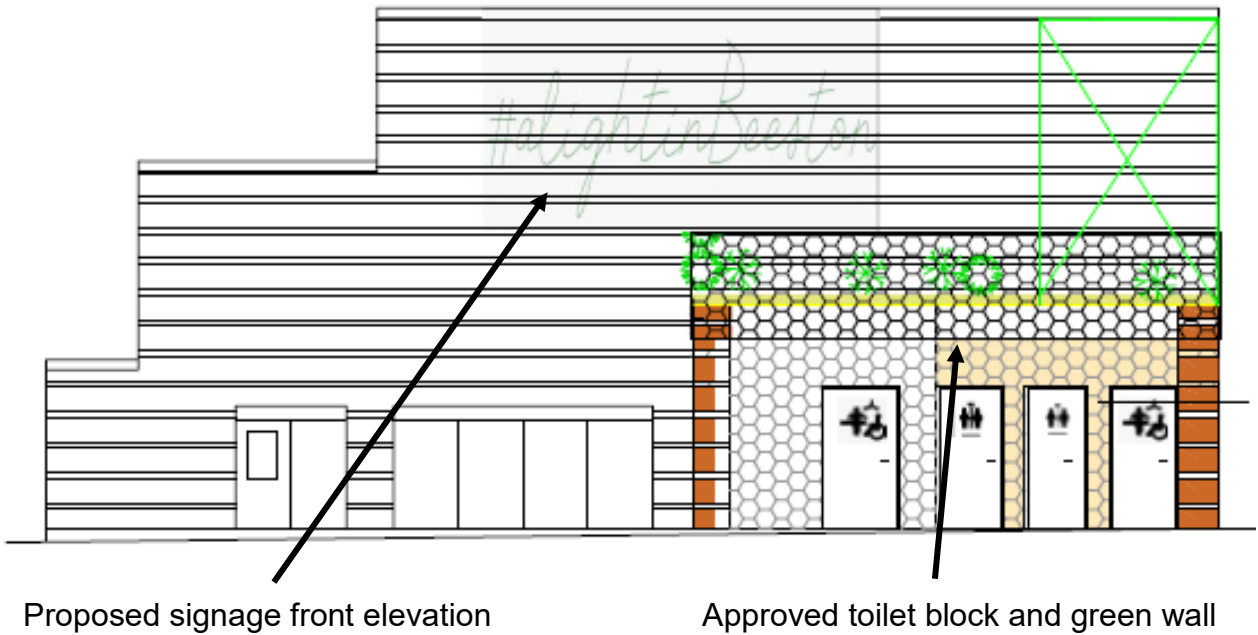 #alightinBeeston
Proposed signage front elevation
Approved toilet block and green wall